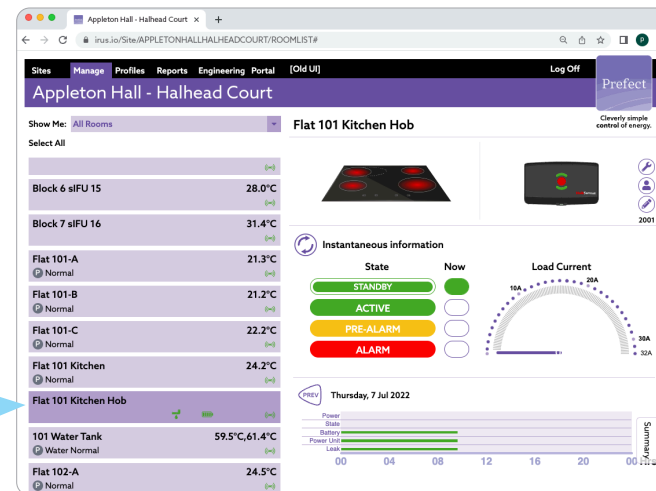 Appleton Hall - Halhead Court × +
irus.io/Site/APPLETONHALLHALHEADCOURT/ROOMLIST#
P
Sites Manage Profiles Reports Engineering Portal [Old UI] Log Off
Appleton Hall - Halhead Court
Prefect
Cleverly simple
control of energy.
Show Me: All Rooms
Select All
Block 6 sIFU 15 28.0°C
Block 7 sIFU 16 31.4°C
Flat 101-A 21.3°C
P Normal
Flat 101-B 21.2°C
P Normal
Flat 101-C 22.2°C
P Normal
Flat 101 Kitchen 24.2°C
P Normal
Flat 101 Kitchen Hob
101 Water Tank 59.5°C,61.4°C
P Water Normal
Flat 102-A 24.5°C
P Normal
Flat 101 Kitchen Hob
2001
Instantaneous information
State Now Load Current
STANDBY
ACTIVE
PRE-ALARM
ALARM
10A
20A
30A
32A
PREV Thursday, 7 Jul 2022
Power
State
Battery
Power Unit
Leak
00 04 08 12 16 20 00 Hrs
Summary